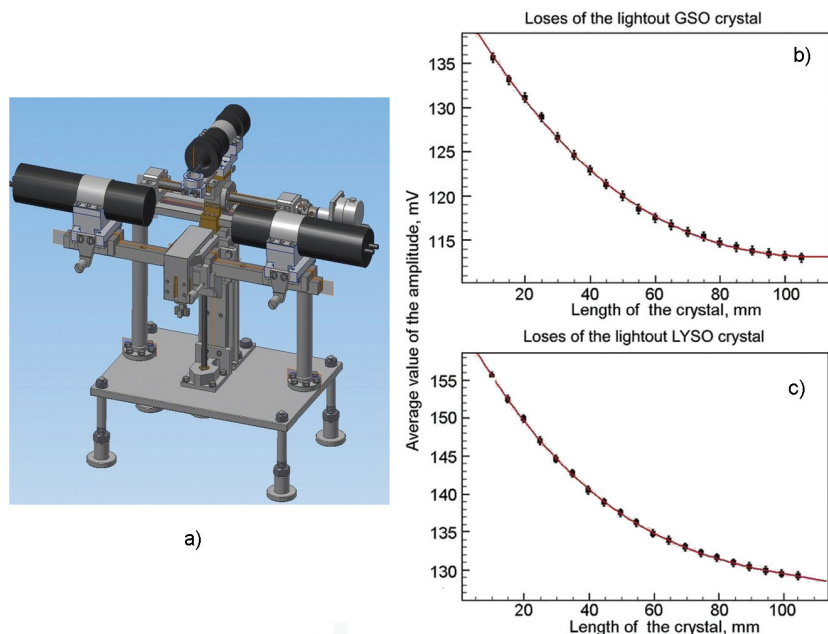 Loses of the lightout GSO crystal
b)
135
130
125
120
115
20 40 60 80 100
Length of the crystal, mm
Average value of the amplitude, mV
Loses of the lightout LYSO crystal
c)
155
150
145
140
135
130
20 40 60 80 100
Length of the crystal, mm
a)